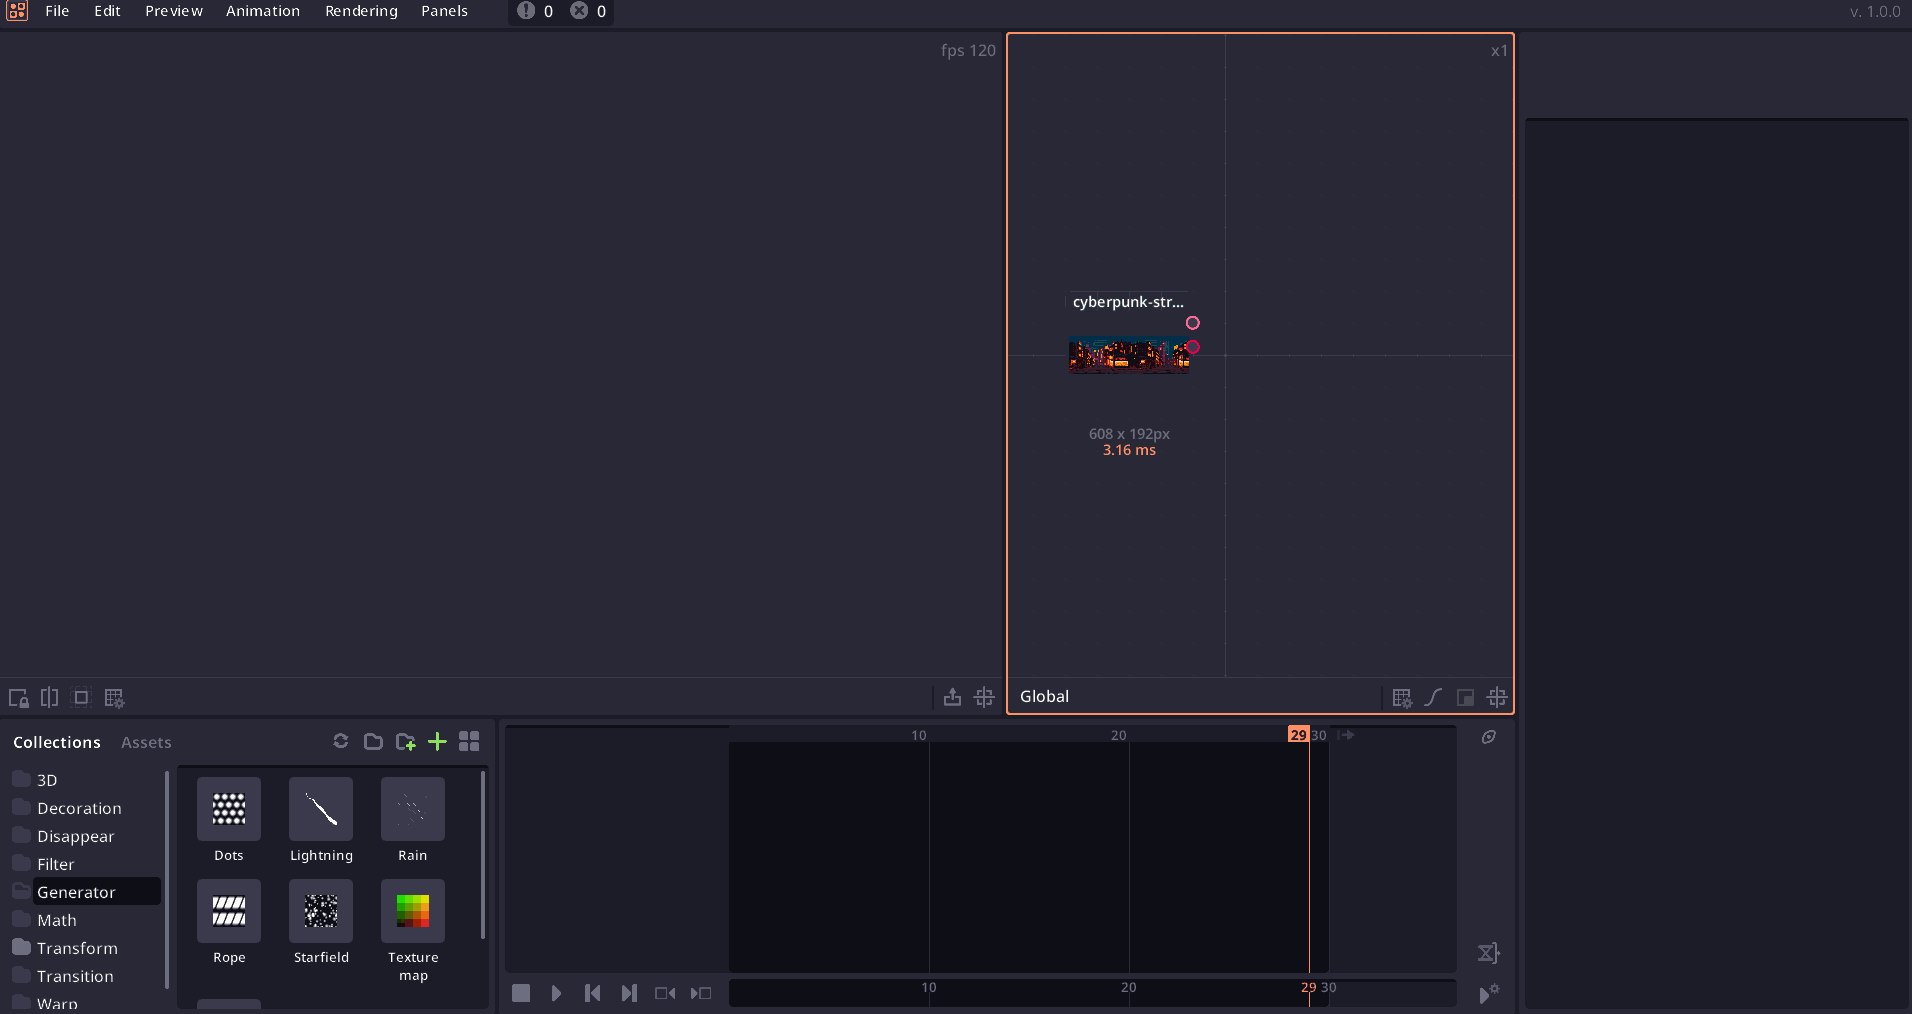 File Edit Preview Animation Rendering Panels 0 0 v. 1.0.0
fps 120
x1
cyberpunk-str...
608 x 192px
3.16 ms
Global
Collections Assets
3D
Decoration
Disappear
Filter
Generator
Math
Transform
Transition
Warp
Dots Lightning Rain
Rope Starfield Texture
map
10 20 29 30
10 20 29 30